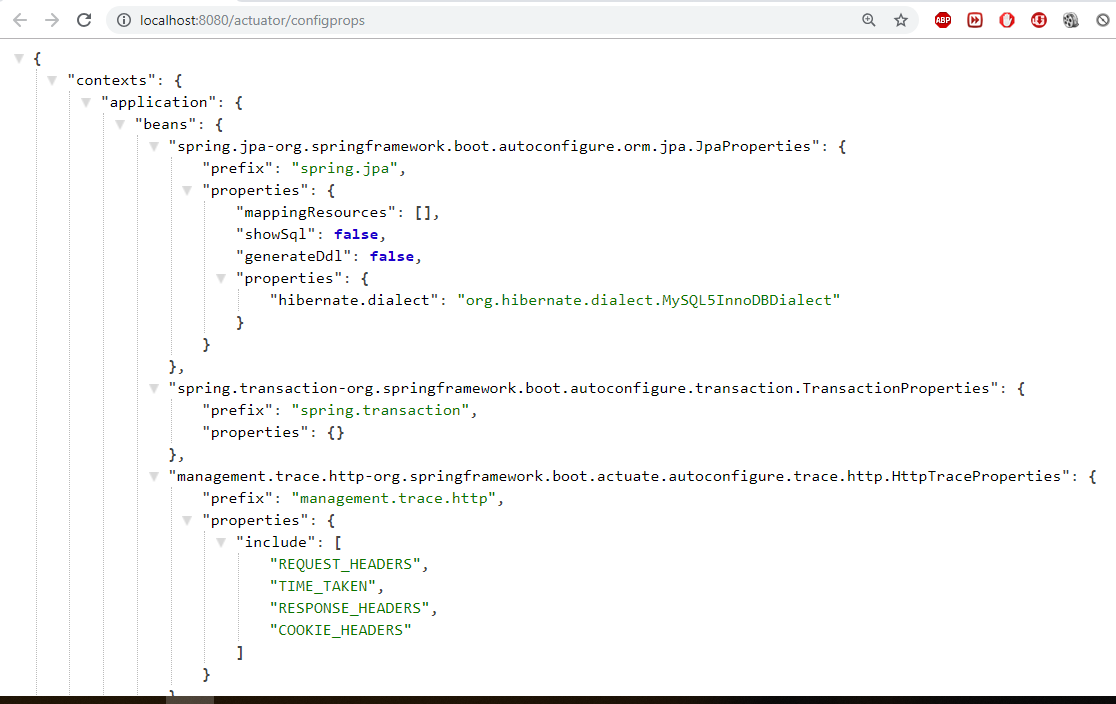 localhost:8080/actuator/configprops
ABP
{
"contexts": {
"application": {
"beans": {
"spring.jpa-org.springframework.boot.autoconfigure.orm.jpa.JpaProperties": {
"prefix": "spring.jpa",
"properties": {
"mappingResources": [],
"showSql": false,
"generateDdl": false,
"properties": {
"hibernate.dialect": "org.hibernate.dialect.MySQL5InnoDBDialect"
}
}
},
"spring.transaction-org.springframework.boot.autoconfigure.transaction.TransactionProperties": {
"prefix": "spring.transaction",
"properties": {}
},
"management.trace.http-org.springframework.boot.actuate.autoconfigure.trace.http.HttpTraceProperties": {
"prefix": "management.trace.http",
"properties": {
"include": [
"REQUEST_HEADERS",
"TIME_TAKEN",
"RESPONSE_HEADERS",
"COOKIE_HEADERS"
]
}
}